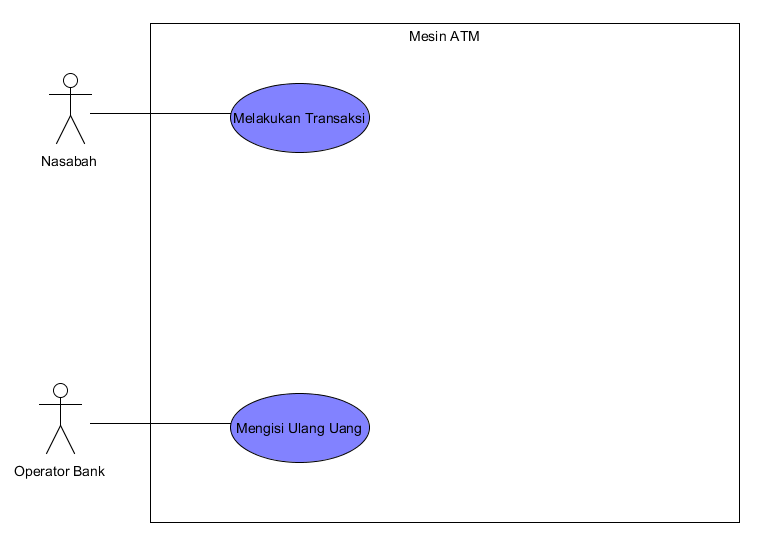 Mesin ATM
Melakukan Transaksi
Nasabah
Mengisi Ulang Uang
Operator Bank